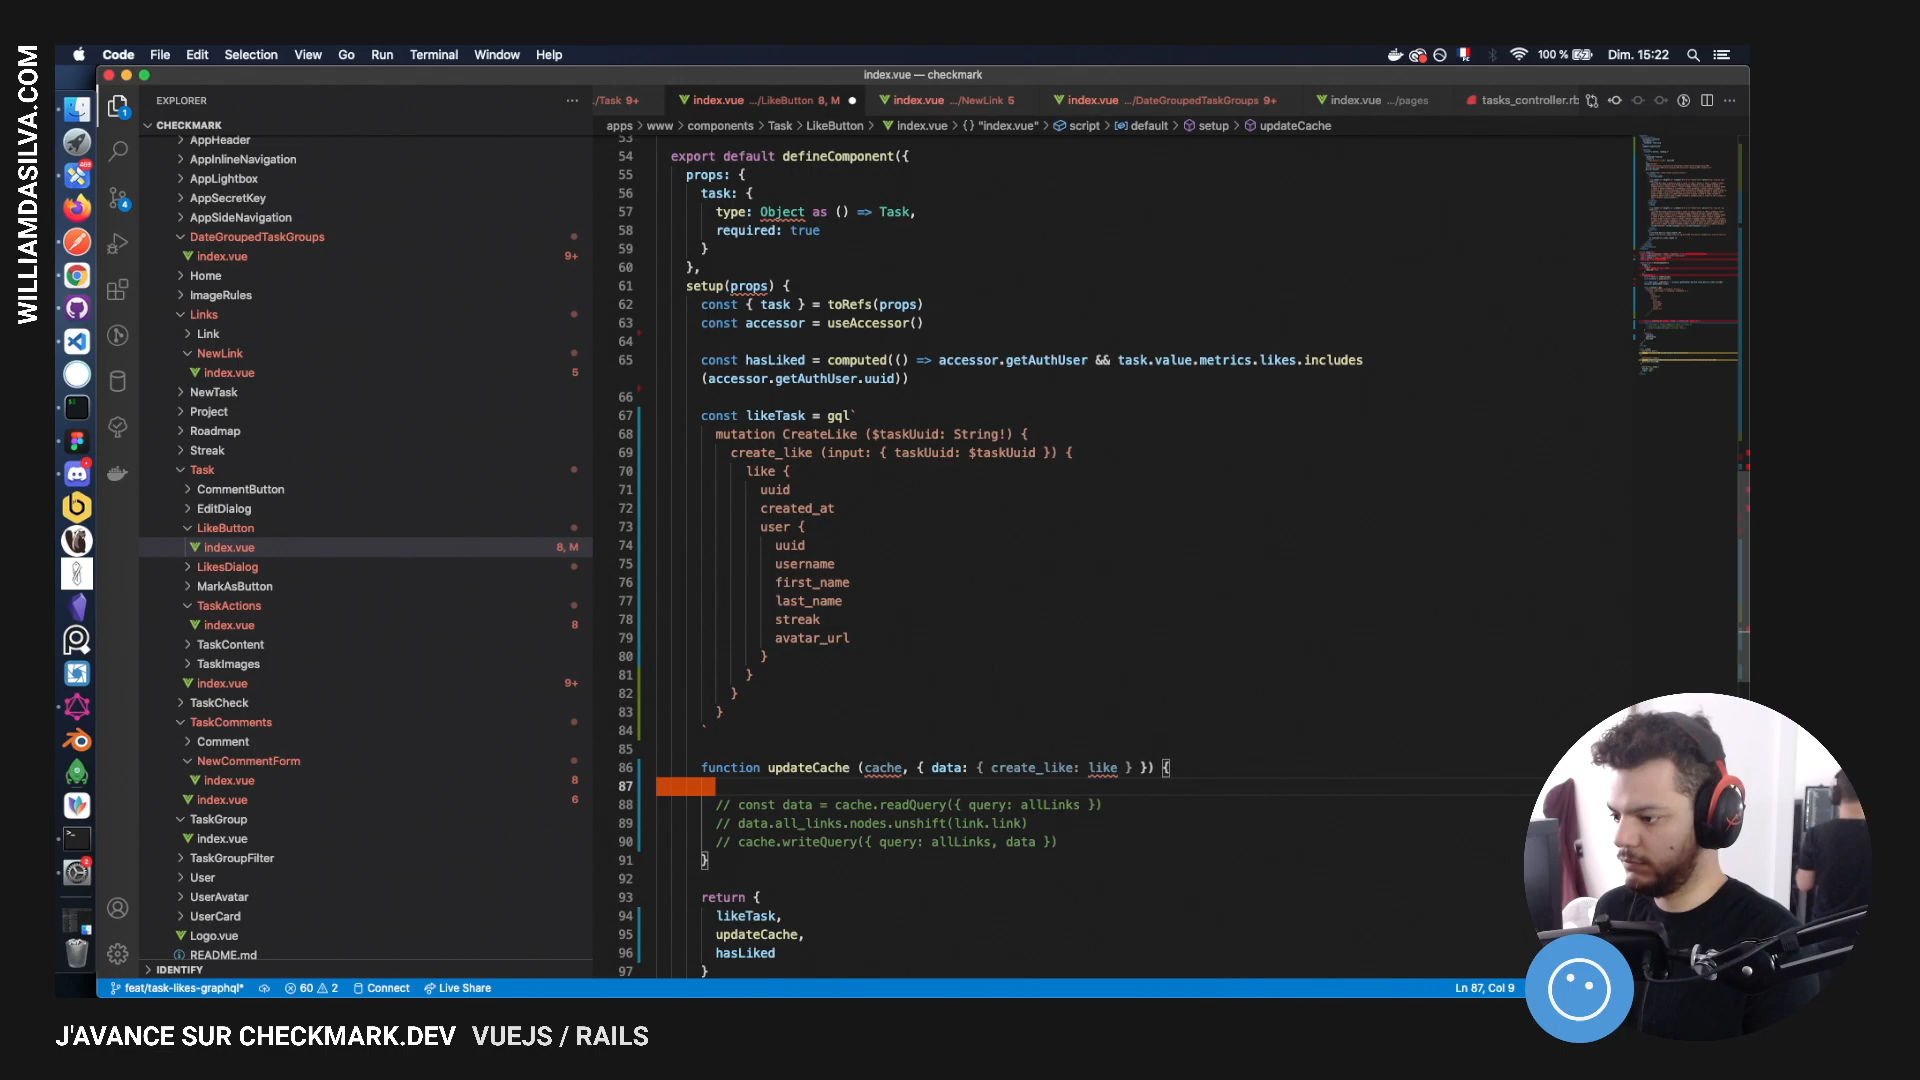 WILLIAMDASILVA.COM
Code File Edit Selection View Go Run Terminal Window Help
100 % Dim. 15:22
index.vue — checkmark
EXPLORER
CHECKMARK
AppHeader
AppInlineNavigation
AppLightbox
AppSecretKey
AppSideNavigation
DateGroupedTaskGroups
index.vue 9+
Home
ImageRules
Links
Link
NewLink
index.vue 5
NewTask
Project
Roadmap
Streak
Task
CommentButton
EditDialog
LikeButton
index.vue 8, M
LikesDialog
MarkAsButton
TaskActions
index.vue 8
TaskContent
TaskImages
index.vue 9+
TaskCheck
TaskComments
Comment
NewCommentForm
index.vue 8
index.vue 6
TaskGroup
index.vue
TaskGroupFilter
User
UserAvatar
UserCard
Logo.vue
README.md
IDENTIFY
./Task 9+ index.vue .../LikeButton 8, M index.vue .../NewLink 5 index.vue .../DateGroupedTaskGroups 9+ index.vue .../pages tasks_controller.rb
apps > www > components > Task > LikeButton > index.vue > {} "index.vue" > script > default > setup > updateCache
53
54 export default defineComponent({
55 props: {
56 task: {
57 type: Object as () => Task,
58 required: true
59 }
60 },
61 setup(props) {
62 const { task } = toRefs(props)
63 const accessor = useAccessor()
64
65 const hasLiked = computed(() => accessor.getAuthUser && task.value.metrics.likes.includes
(accessor.getAuthUser.uuid))
66
67 const likeTask = gql`
68 mutation CreateLike ($taskUuid: String!) {
69 create_like (input: { taskUuid: $taskUuid }) {
70 like {
71 uuid
72 created_at
73 user {
74 uuid
75 username
76 first_name
77 last_name
78 streak
79 avatar_url
80 }
81 }
82 }
83 }
84 `
85
86 function updateCache (cache, { data: { create_like: like } }) {
87
88 // const data = cache.readQuery({ query: allLinks })
89 // data.all_links.nodes.unshift(link.link)
90 // cache.writeQuery({ query: allLinks, data })
91 }
92
93 return {
94 likeTask,
95 updateCache,
96 hasLiked
97 }
feat/task-likes-graphql* 60 2 Connect Live Share
Ln 87, Col 9
J'AVANCE SUR CHECKMARK.DEV VUEJS / RAILS